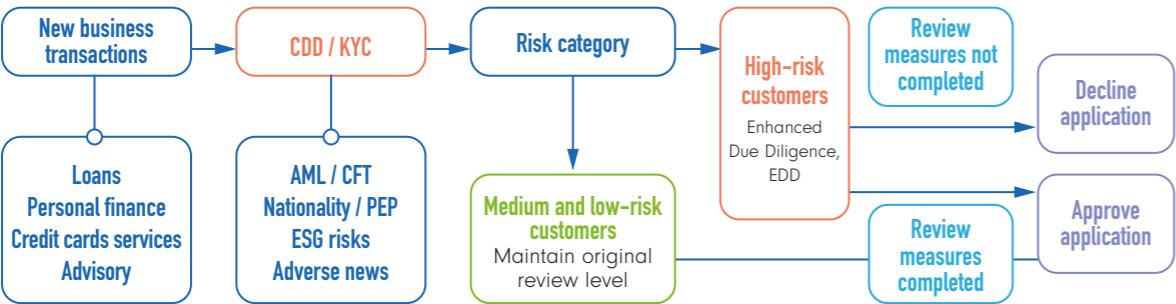 New business
transactions
CDD / KYC
Risk category
High-risk
customers
Enhanced
Due Diligence,
EDD
Review
measures not
completed
Decline
application
Loans
Personal finance
Credit cards services
Advisory
AML / CFT
Nationality / PEP
ESG risks
Adverse news
Medium and low-risk
customers
Maintain original
review level
Review
measures
completed
Approve
application